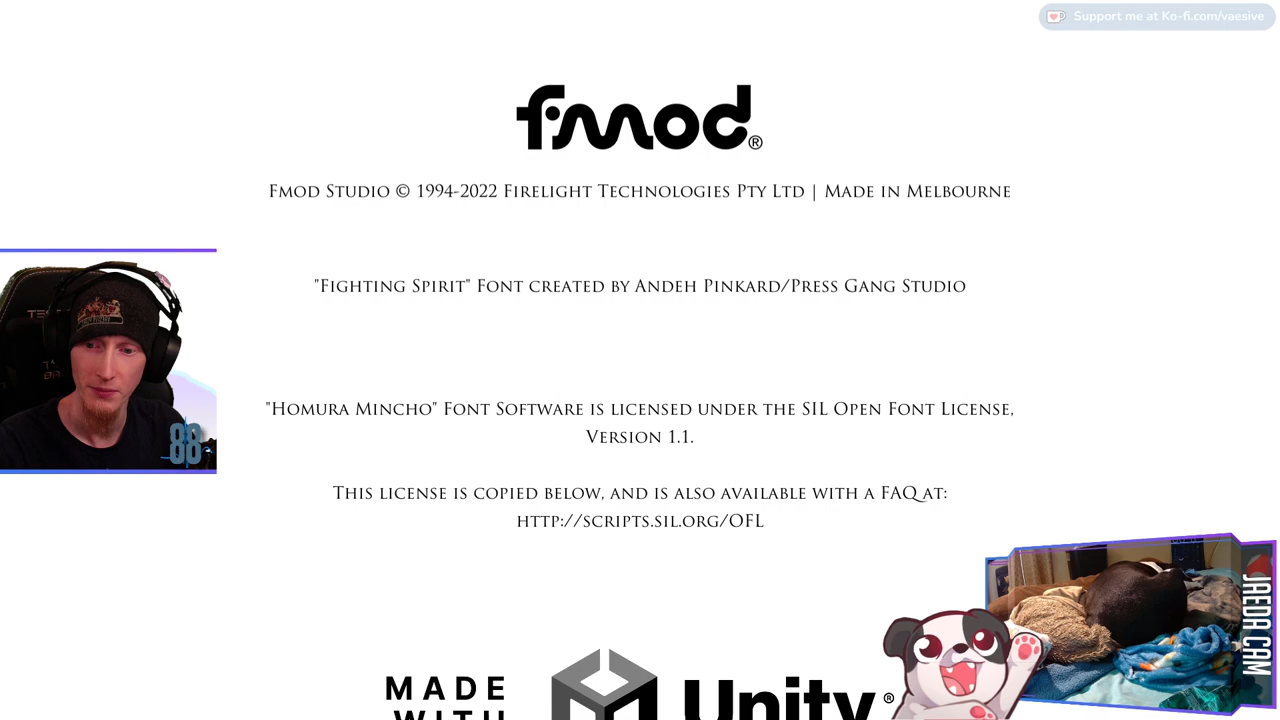 Support me at Ko-fi.com/vaesive
fmod®
Fmod Studio © 1994-2022 Firelight Technologies Pty Ltd | Made in Melbourne
"Fighting Spirit" Font created by Andeh Pinkard/Press Gang Studio
88
"Homura Mincho" Font Software is licensed under the SIL Open Font License,
Version 1.1.
This license is copied below, and is also available with a FAQ at:
http://scripts.sil.org/OFL
JAEDA CAM
MADE
WITH
Unity®